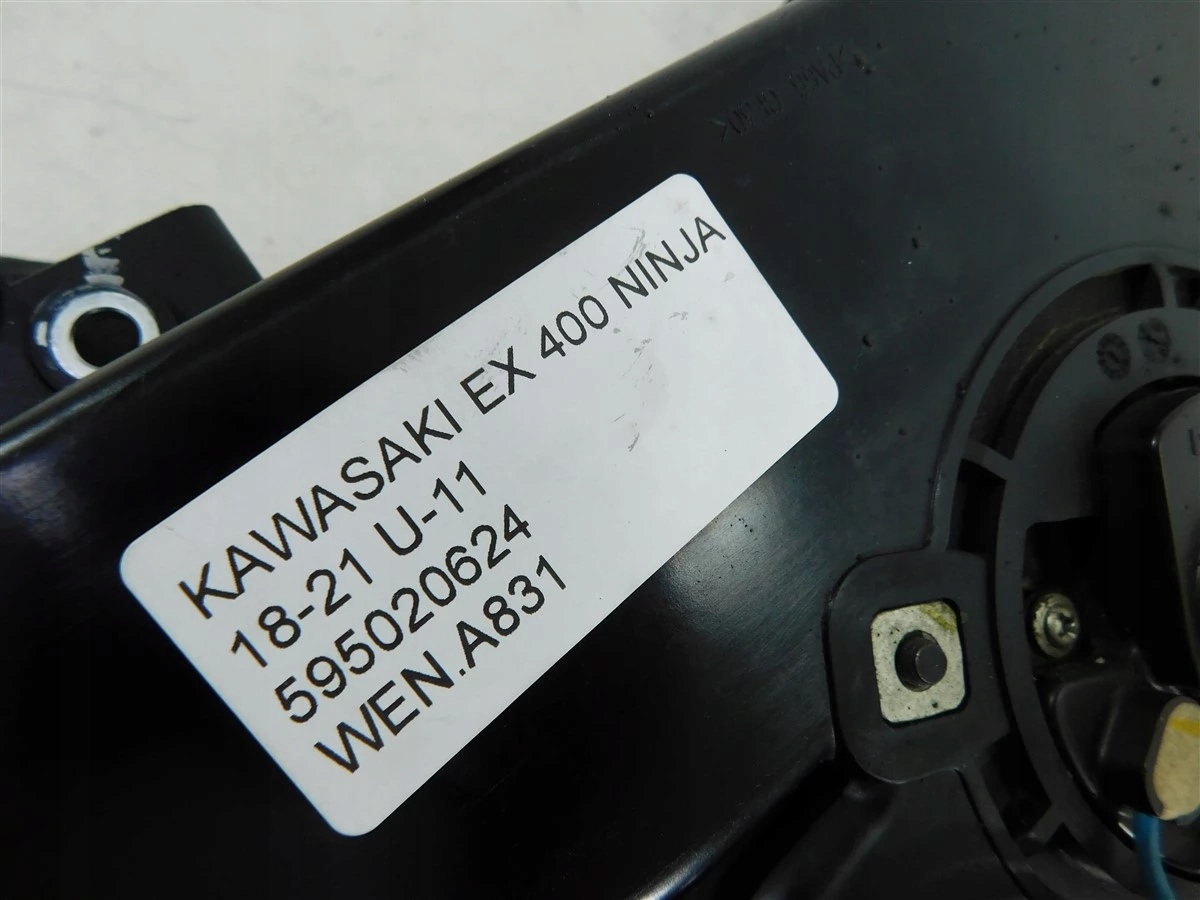 KAWASAKI EX 400 NINJA
18-21 U-11
595020624
WEN.A831